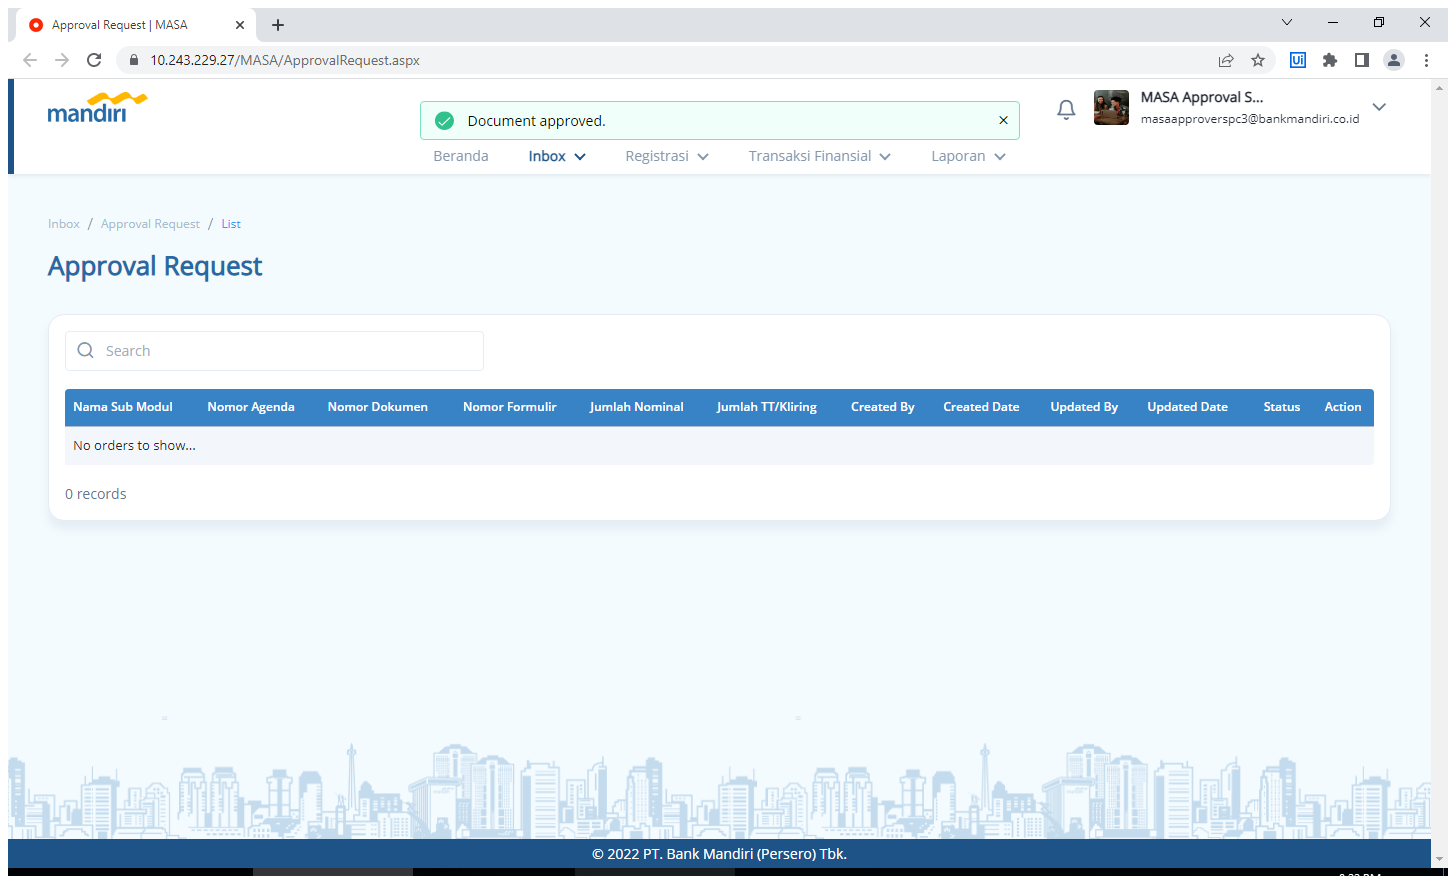 Approval Request | MASA
10.243.229.27/MASA/ApprovalRequest.aspx
Ui
mandiri
Document approved.
MASA Approval S...
masaapproverspc3@bankmandiri.co.id
Beranda Inbox Registrasi Transaksi Finansial Laporan
Inbox / Approval Request / List
Approval Request
Search
Nama Sub Modul Nomor Agenda Nomor Dokumen Nomor Formulir Jumlah Nominal Jumlah TT/Kliring Created By Created Date Updated By Updated Date Status Action
No orders to show...
0 records
© 2022 PT. Bank Mandiri (Persero) Tbk.